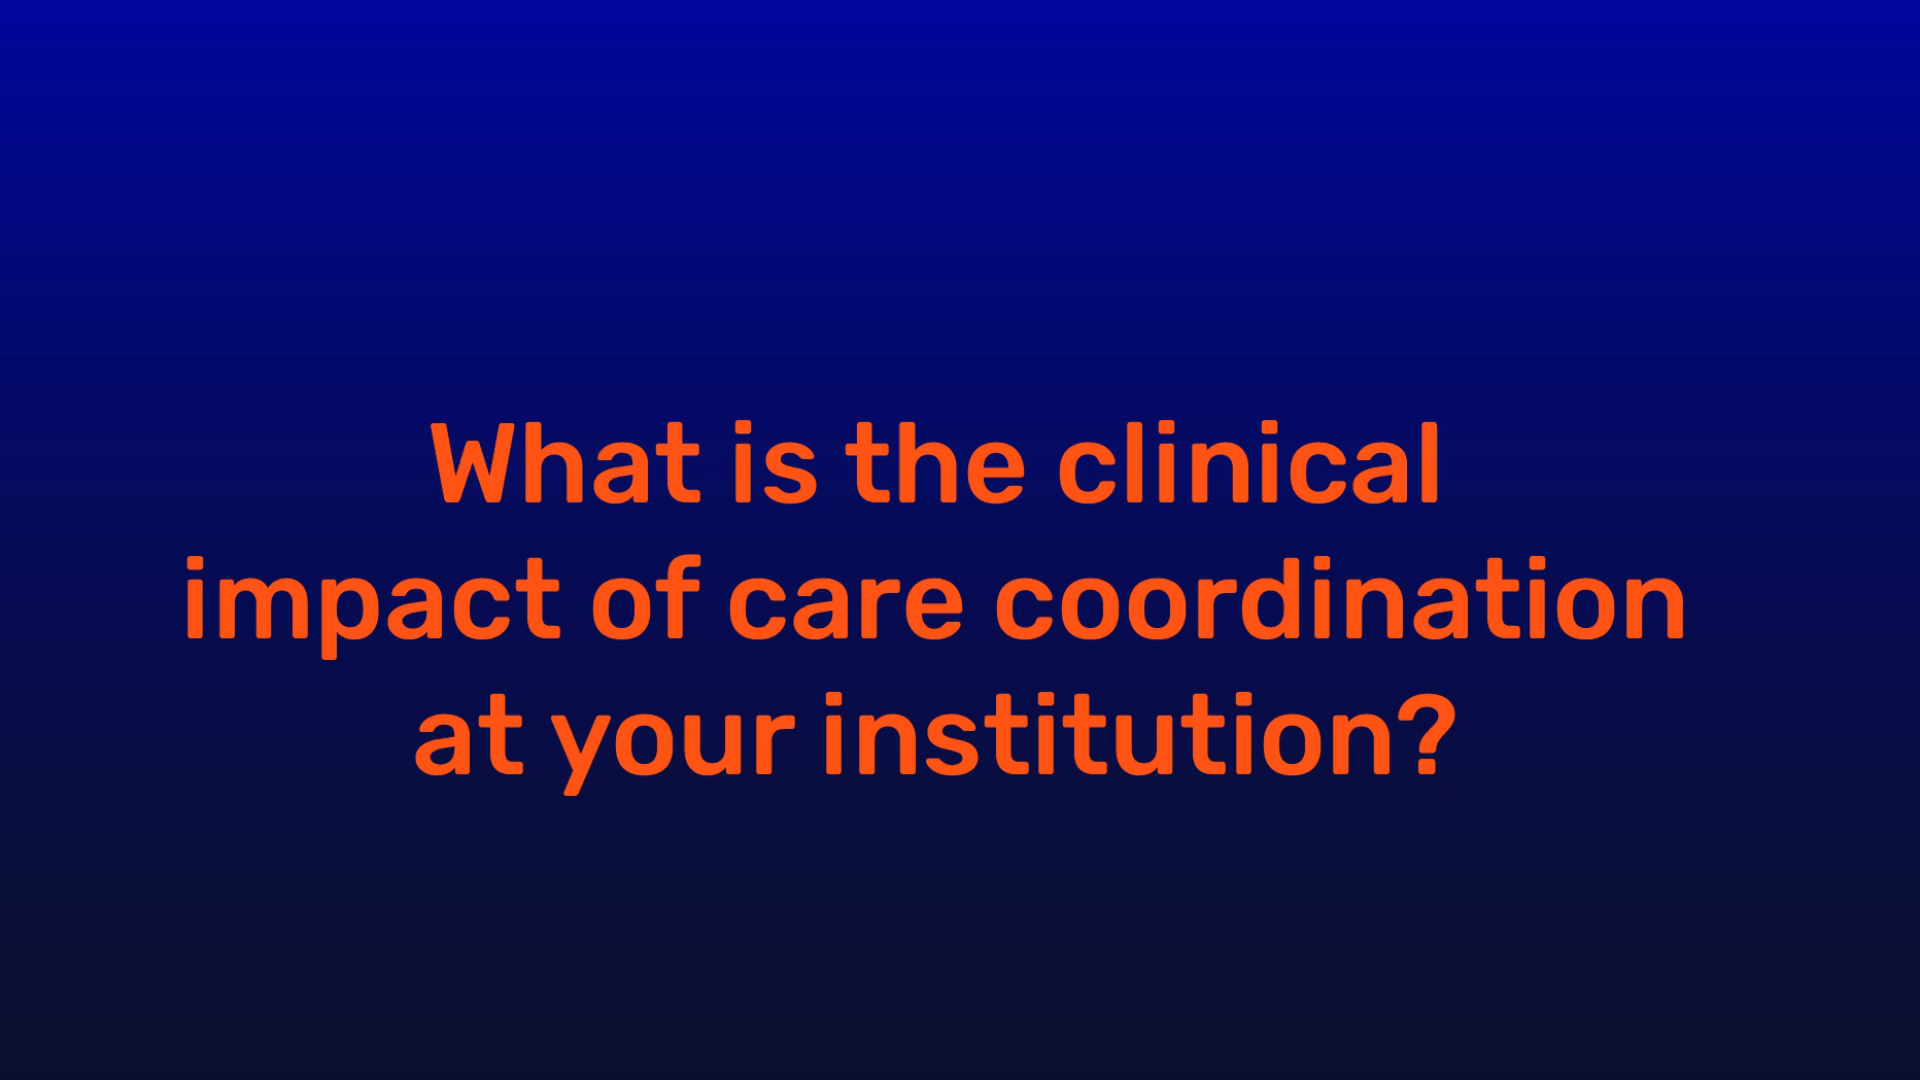 What is the clinical
impact of care coordination
at your institution?